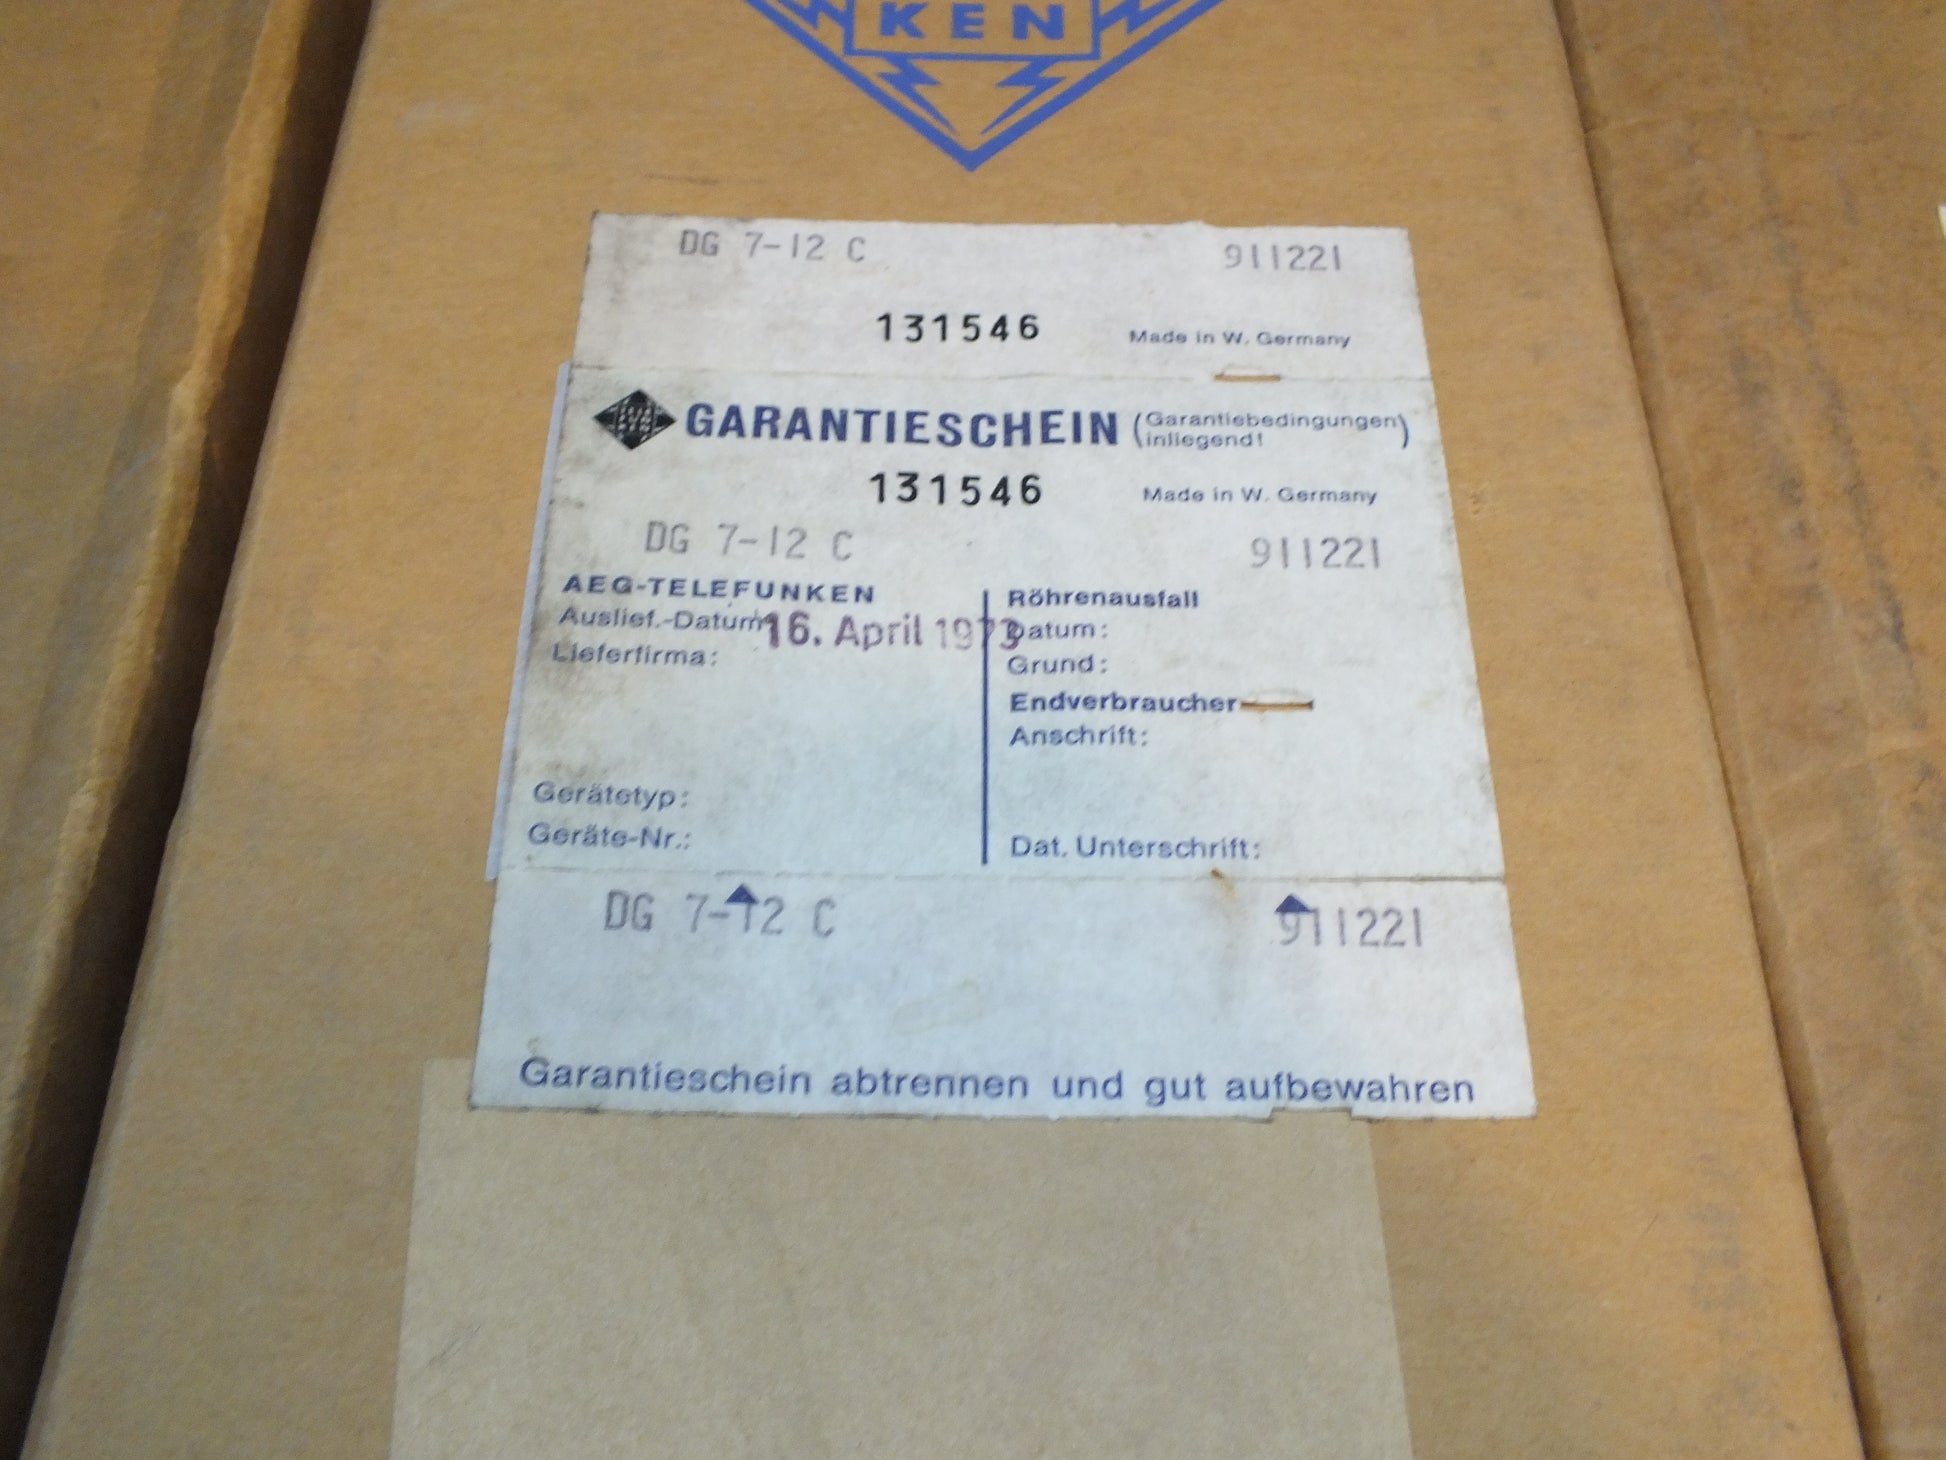 KEN
DG 7-12 C 911221
131546 Made in W. Germany
GARANTIESCHEIN (Garantiebedingungen
inliegend!)
131546 Made in W. Germany
DG 7-12 C 911221
AEG-TELEFUNKEN
Auslief.-Datum 16. April 1973
Lieferfirma:
Gerätetyp:
Geräte-Nr.:
Röhrenausfall
Datum:
Grund:
Endverbraucher
Anschrift:
Dat. Unterschrift:
DG 7-12 C 911221
Garantieschein abtrennen und gut aufbewahren